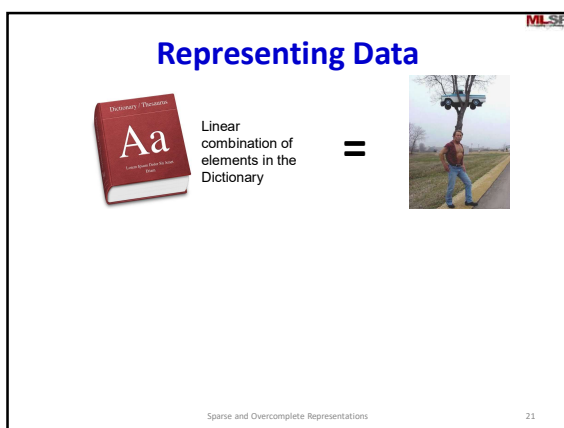 MLSP
Representing Data
Dictionary / Thesaurus
Aa
Linear
combination of
elements in the
Dictionary
=
Sparse and Overcomplete Representations
21